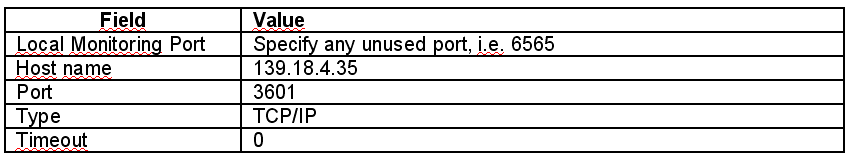 Field Value
Local Monitoring Port Specify any unused port, i.e. 6565
Host name 139.18.4.35
Port 3601
Type TCP/IP
Timeout 0